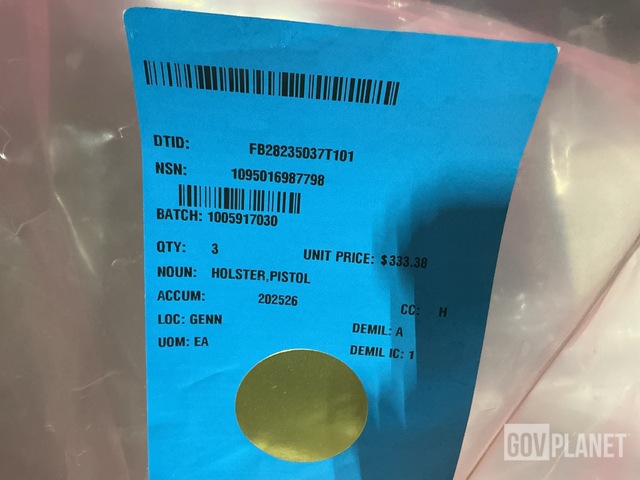 DTID: FB28235037T101
NSN: 1095016987798
BATCH: 1005917030
QTY: 3 UNIT PRICE: $333.38
NOUN: HOLSTER,PISTOL
ACCUM: 202526 CC: H
LOC: GENN DEMIL: A
UOM: EA DEMIL IC: 1
GOVPLANET